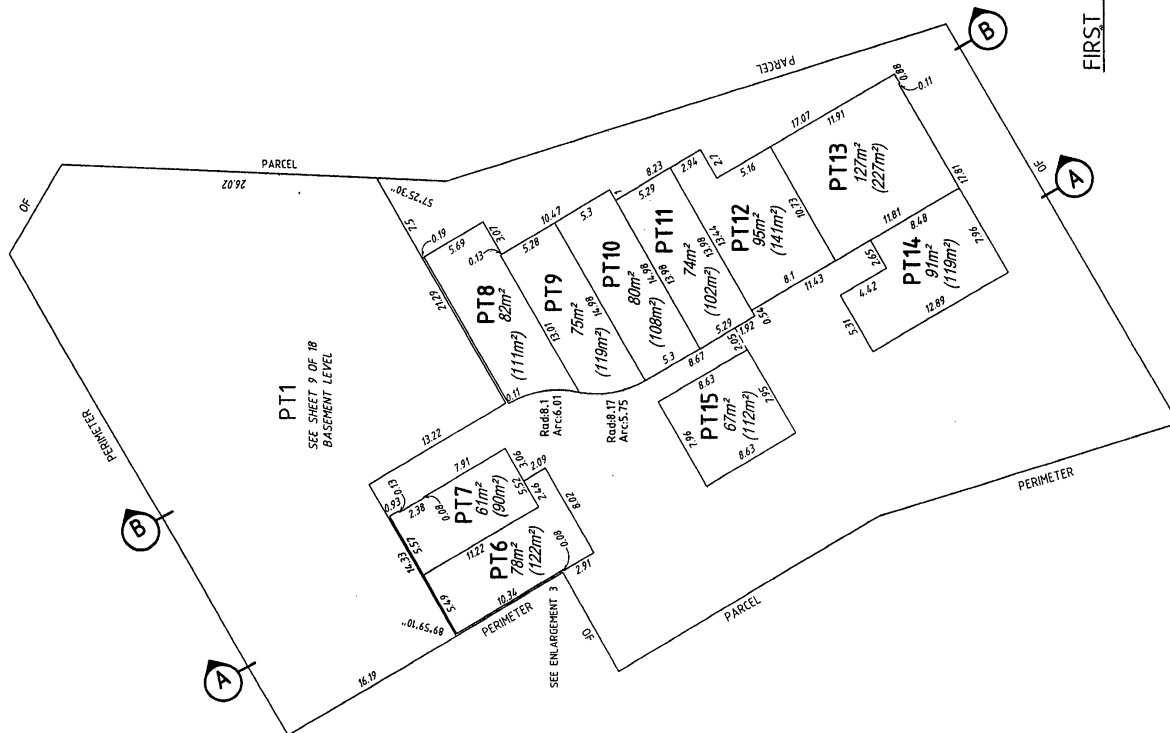 FIRST
B
PARCEL
OF
PARCEL
26.02
57°25'30"
7.5
0.19
5.69
3.07
0.13
21.29
PT8
82m²
(111m²)
5.28
10.47
5.3
1
13.01
PT9
75m²
(119m²)
14.98
PT10
80m²
(108m²)
14.98
13.98
5.29
8.23
2.94
2.7
PT11
74m²
(102m²)
13.98
13.44
5.16
17.07
PT12
95m²
(141m²)
10.73
8.1
11.43
11.91
PT13
127m²
(227m²)
0.88
0.11
17.81
11.81
8.48
PT14
91m²
(119m²)
2.65
4.42
5.31
12.89
7.96
OF
A
PT1
SEE SHEET 9 OF 18
BASEMENT LEVEL
PERIMETER
B
A
0.11
Rad:8.1
Arc:6.01
Rad:8.17
Arc:5.75
5.3
8.67
5.29
0.54
1.92
2.05
8.63
PT15
67m²
(112m²)
7.96
8.63
7.95
13.22
0.13
0.93
2.38
0.08
7.91
PT7
61m²
(90m²)
3.06
5.52
2.09
2.46
5.57
14.33
11.22
PT6
78m²
(122m²)
8.02
0.08
2.91
5.49
10.34
89°59'10"
PERIMETER
SEE ENLARGEMENT 3
OF
16.19
PARCEL
PERIMETER